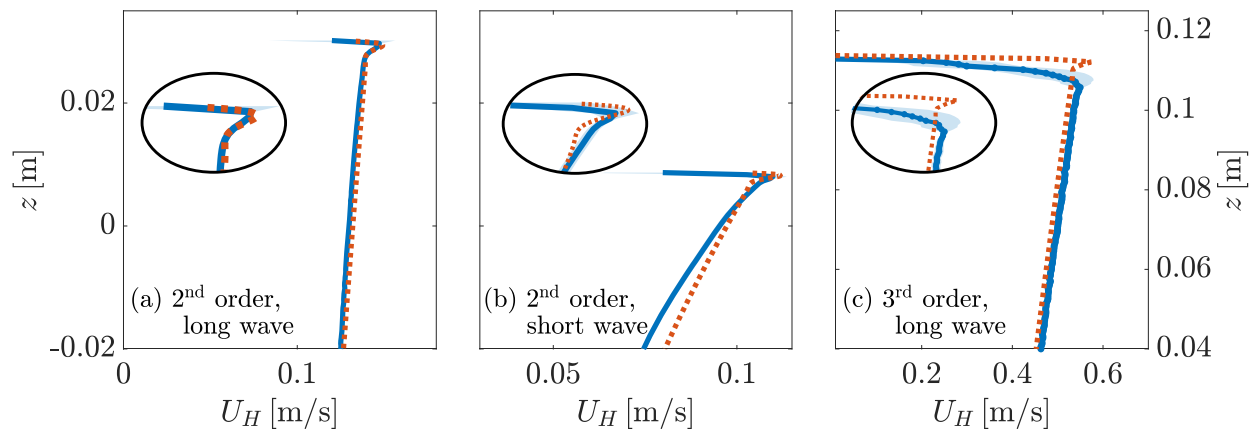 0.02
0
-0.02
z [m]
(a) 2nd order,
long wave
0
0.1
U_H [m/s]
(b) 2nd order,
short wave
0.05
0.1
U_H [m/s]
(c) 3rd order,
long wave
0.2
0.4
0.6
U_H [m/s]
0.12
0.1
0.08
0.06
0.04
z [m]